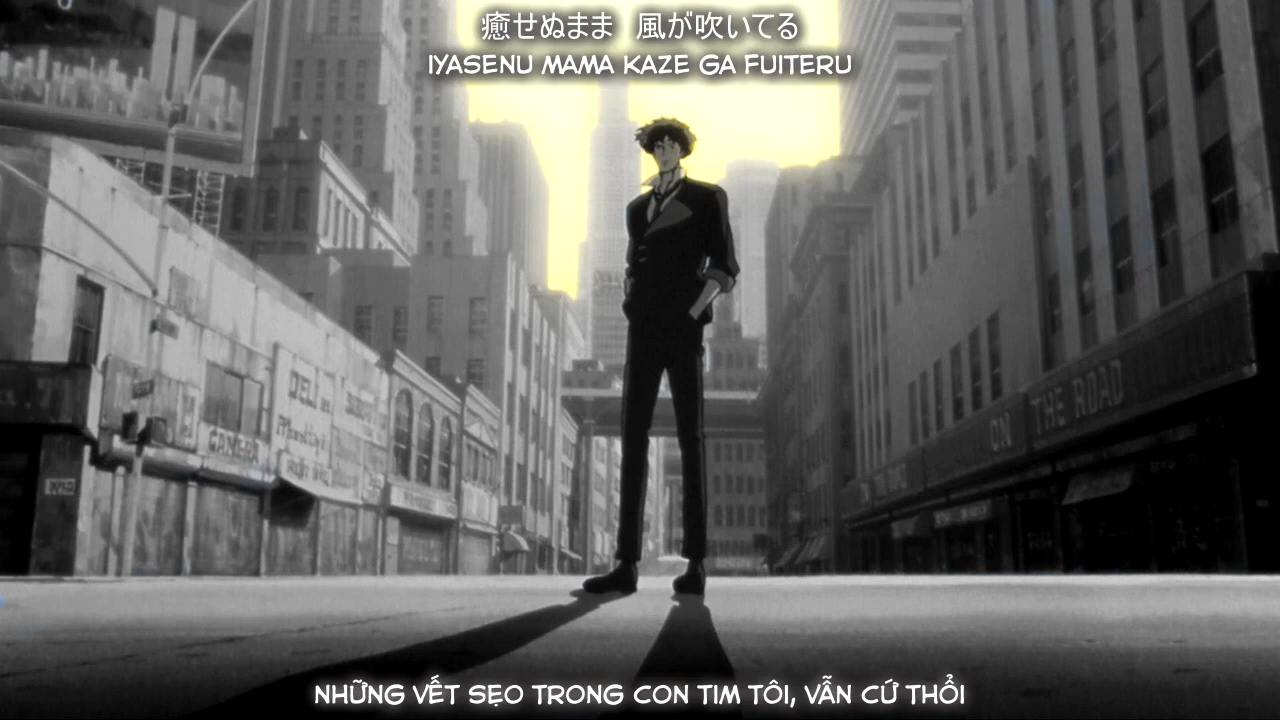 癒せぬまま 風が吹いてる
IYASENU MAMA KAZE GA FUITERU
DELI
CAMERA
ON THE ROAD
NHỮNG VẾT SẸO TRONG CON TIM TÔI, VẪN CỨ THỔI